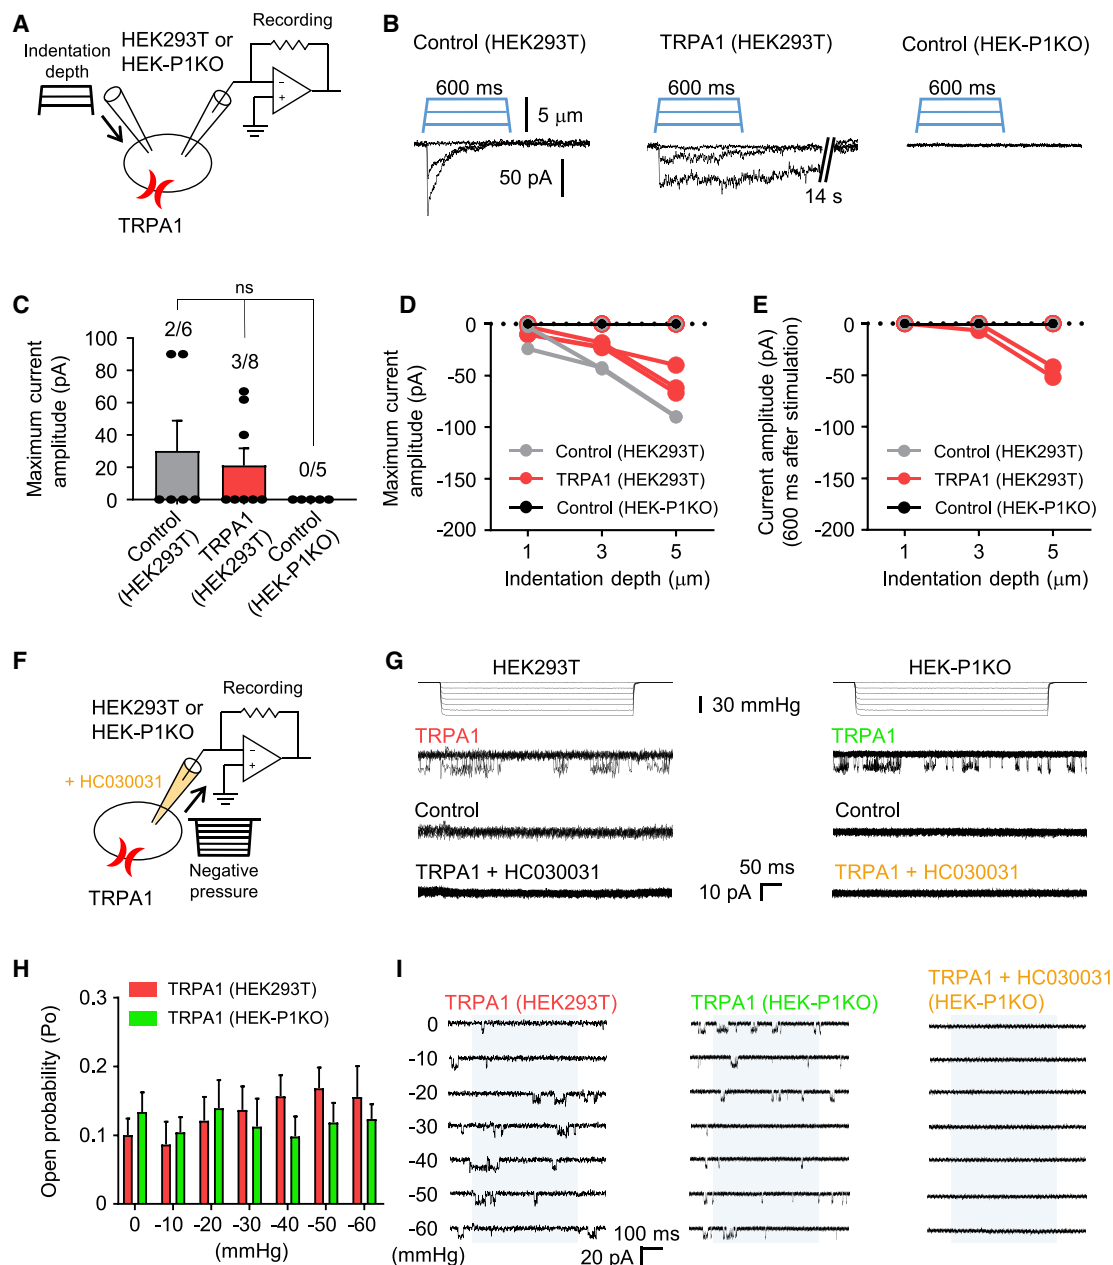 A
Recording
HEK293T or
HEK-P1KO
Indentation
depth
−
+
TRPA1
B
Control (HEK293T)
TRPA1 (HEK293T)
Control (HEK-P1KO)
600 ms
600 ms
600 ms
5 μm
50 pA
14 s
C
ns
2/6
3/8
0/5
Maximum current
amplitude (pA)
100
80
60
40
20
0
Control
(HEK293T)
TRPA1
(HEK293T)
Control
(HEK-P1KO)
D
Maximum current
amplitude (pA)
0
-50
-100
-150
-200
Control (HEK293T)
TRPA1 (HEK293T)
Control (HEK-P1KO)
1 3 5
Indentation depth (μm)
E
Current amplitude (pA)
(600 ms after stimulation)
0
-50
-100
-150
-200
Control (HEK293T)
TRPA1 (HEK293T)
Control (HEK-P1KO)
1 3 5
Indentation depth (μm)
F
Recording
HEK293T or
HEK-P1KO
+ HC030031
−
+
Negative
pressure
TRPA1
G
HEK293T
HEK-P1KO
30 mmHg
TRPA1
TRPA1
Control
Control
TRPA1 + HC030031
TRPA1 + HC030031
50 ms
10 pA
H
TRPA1 (HEK293T)
TRPA1 (HEK-P1KO)
Open probability (Po)
0.3
0.2
0.1
0
0 -10 -20 -30 -40 -50 -60
(mmHg)
I
TRPA1 (HEK293T)
TRPA1 (HEK-P1KO)
TRPA1 + HC030031
(HEK-P1KO)
0
-10
-20
-30
-40
-50
-60
(mmHg)
100 ms
20 pA